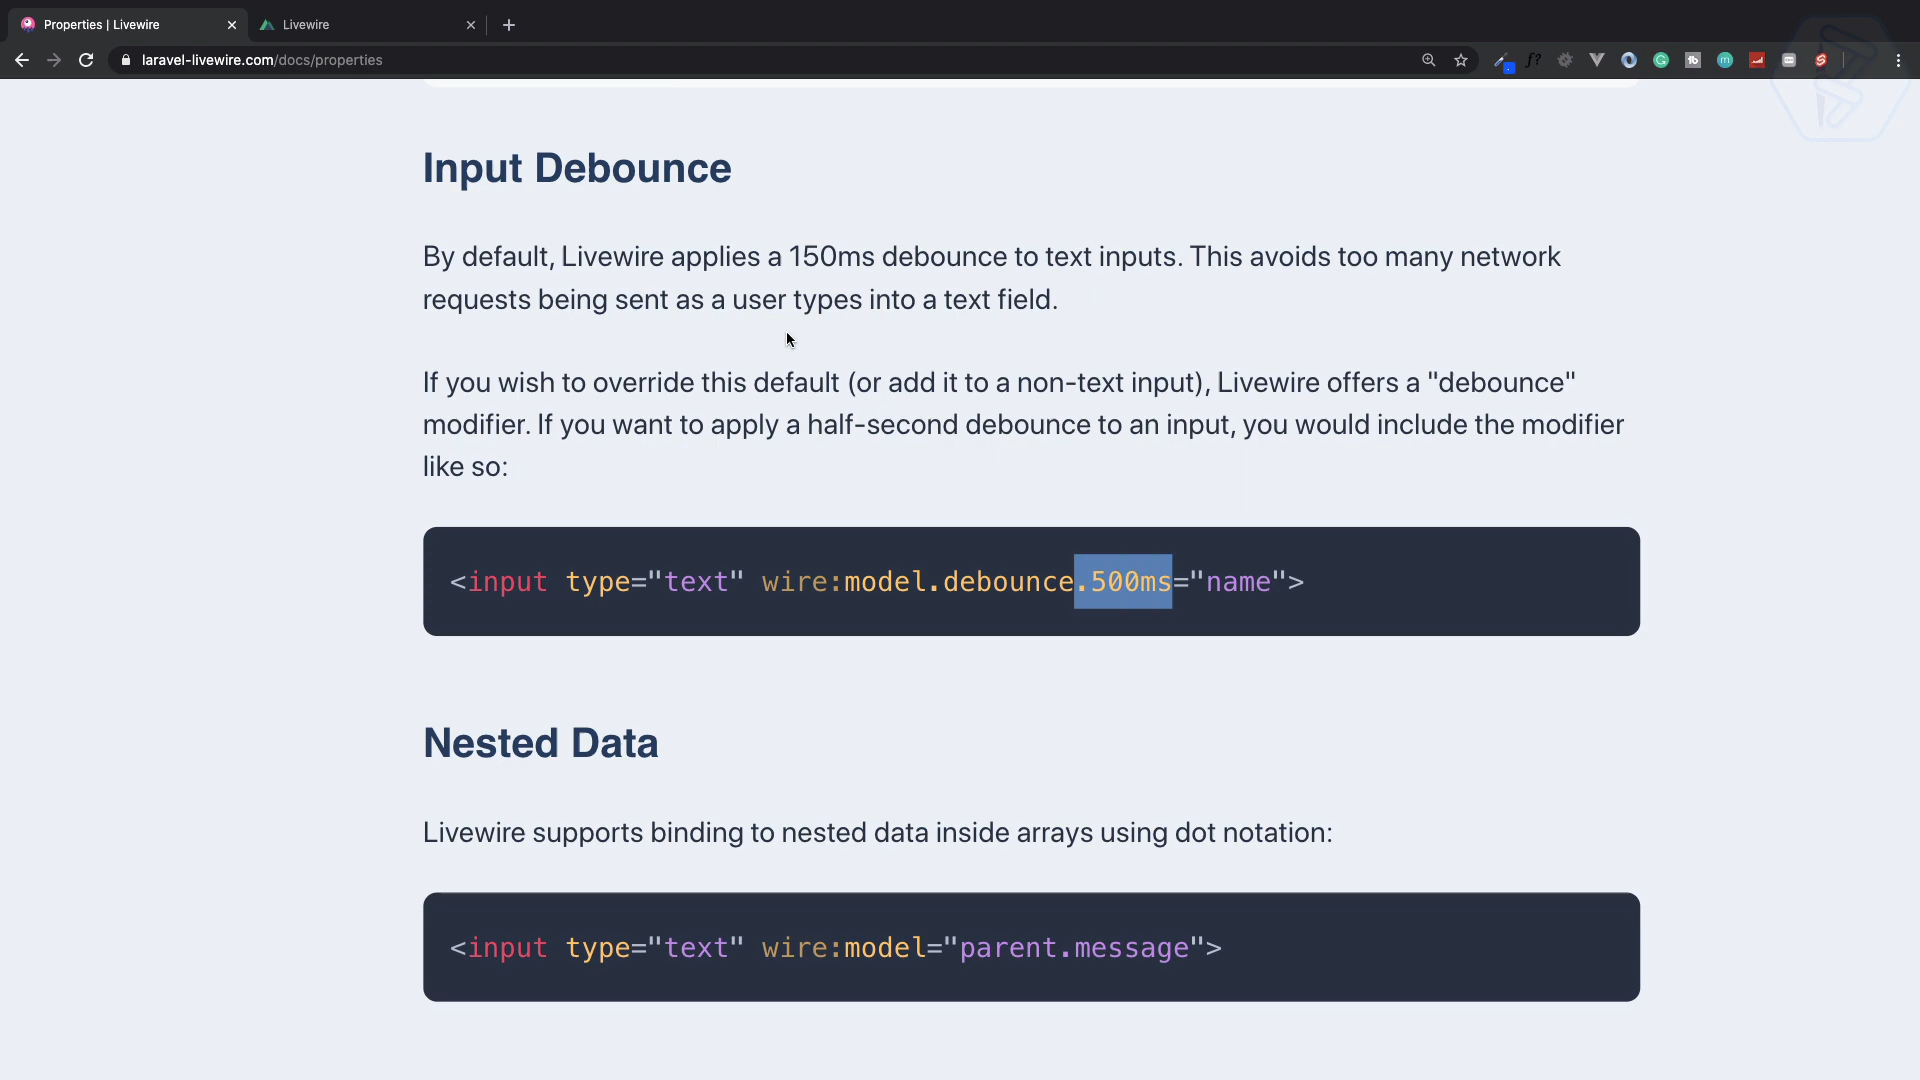 Properties | Livewire
Livewire
laravel-livewire.com/docs/properties
Input Debounce
By default, Livewire applies a 150ms debounce to text inputs. This avoids too many network
requests being sent as a user types into a text field.
If you wish to override this default (or add it to a non-text input), Livewire offers a "debounce"
modifier. If you want to apply a half-second debounce to an input, you would include the modifier
like so:
<input type="text" wire:model.debounce.500ms="name">
Nested Data
Livewire supports binding to nested data inside arrays using dot notation:
<input type="text" wire:model="parent.message">